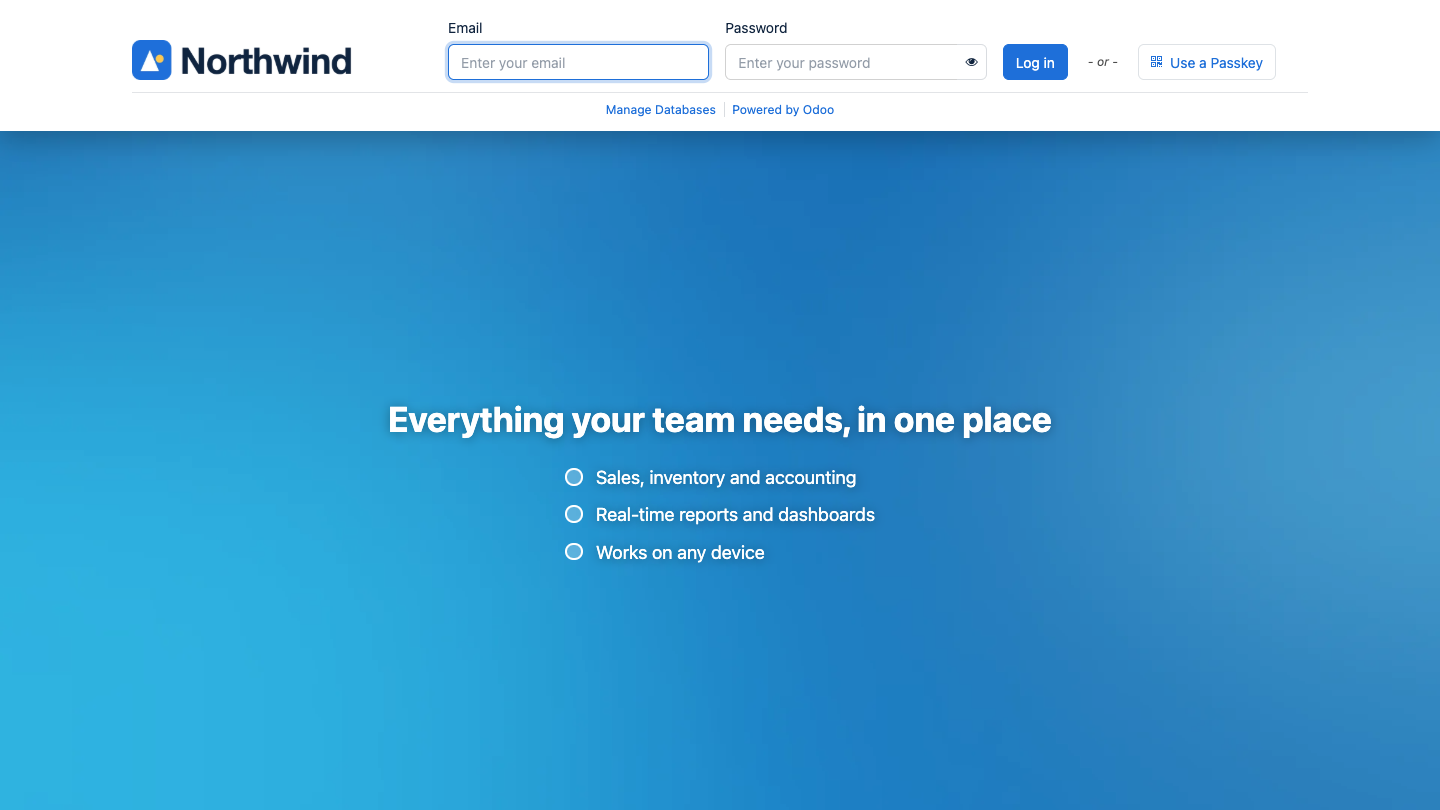 Northwind
Email
Enter your email
Password
Enter your password
Log in
- or -
Use a Passkey
Manage Databases
Powered by Odoo
Everything your team needs, in one place
Sales, inventory and accounting
Real-time reports and dashboards
Works on any device